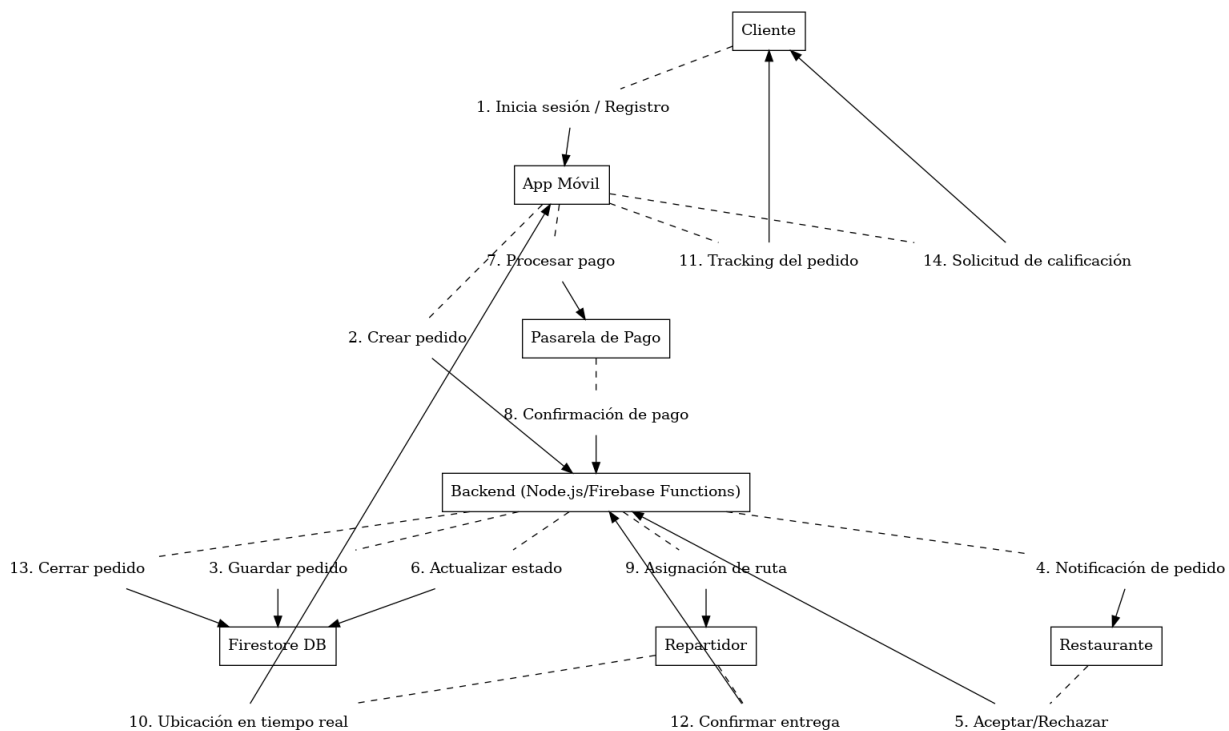 Cliente
1. Inicia sesión / Registro
App Móvil
7. Procesar pago
11. Tracking del pedido
14. Solicitud de calificación
2. Crear pedido
Pasarela de Pago
8. Confirmación de pago
Backend (Node.js/Firebase Functions)
13. Cerrar pedido
3. Guardar pedido
6. Actualizar estado
9. Asignación de ruta
4. Notificación de pedido
Firestore DB
Repartidor
Restaurante
10. Ubicación en tiempo real
12. Confirmar entrega
5. Aceptar/Rechazar